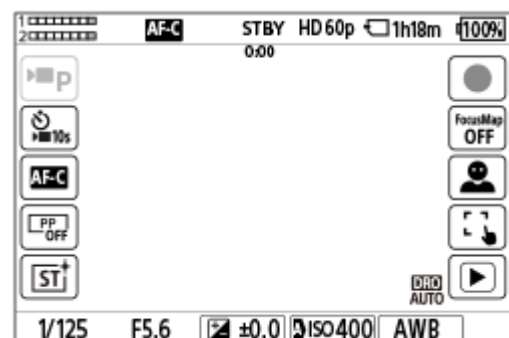 1 AF-C STBY HD 60p 1h18m 100%
2
0:00
P
10s
FocusMap
OFF
AF-C
PP
OFF
ST
DRO
AUTO
1/125 F5.6 ±0.0 ISO400 AWB